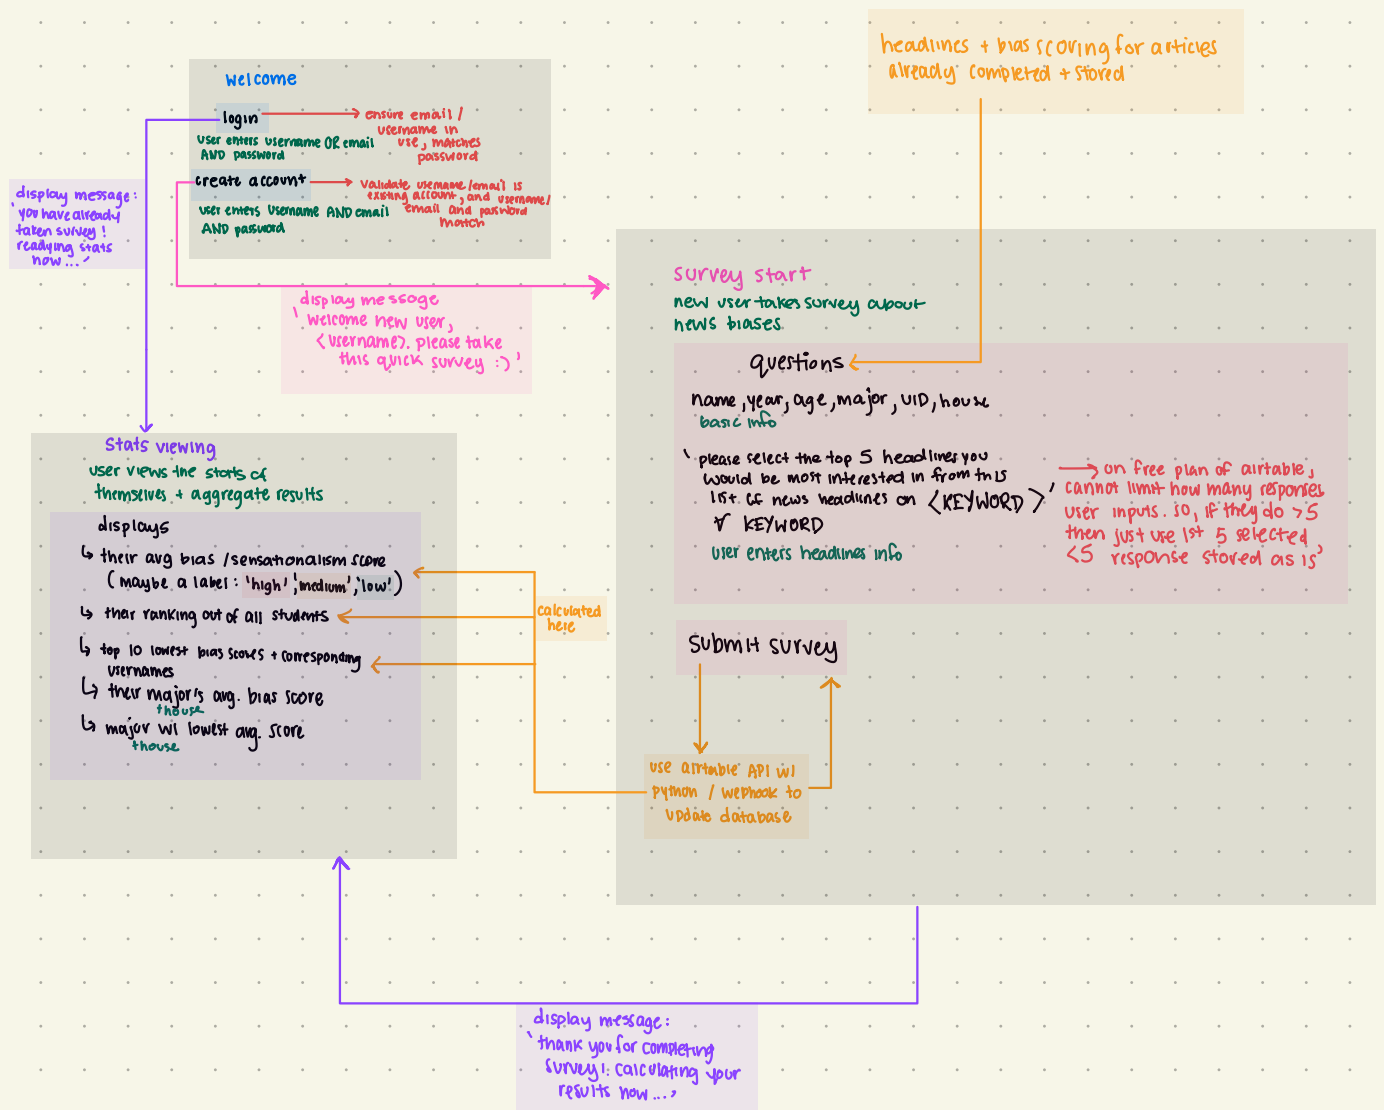 headlines + bias scoring for articles
already completed + stored
welcome
login
ensure email /
username in
use, matches
password
user enters username OR email
AND password
create account
validate username/email is
existing account, and username/
email and password
match
user enters username AND email
AND password
display message:
'you have already
taken survey!
readying stats
now...'
display message
'welcome new user,
<username>. please take
this quick survey :)'
survey start
new user takes survey about
news biases
questions
name, year, age, major, UID, house
basic info
'please select the top 5 headlines you
would be most interested in from this
list of news headlines on <KEYWORD>'
∀ KEYWORD
user enters headlines info
→ on free plan of airtable,
cannot limit how many responses
user inputs. so, if they do >5
then just use 1st 5 selected
<5 response stored as is'
submit survey
use airtable API w/
python / webhook to
update database
calculated
here
stats viewing
user views the stats of
themselves + aggregate results
displays
↳ their avg bias /sensationalism score
(maybe a label: 'high', 'medium', 'low')
↳ their ranking out of all students
↳ top 10 lowest bias scores + corresponding
usernames
↳ their major's avg. bias score
+house
↳ major w/ lowest avg. score
+house
display message:
'thank you for completing
survey!. calculating your
results now...'